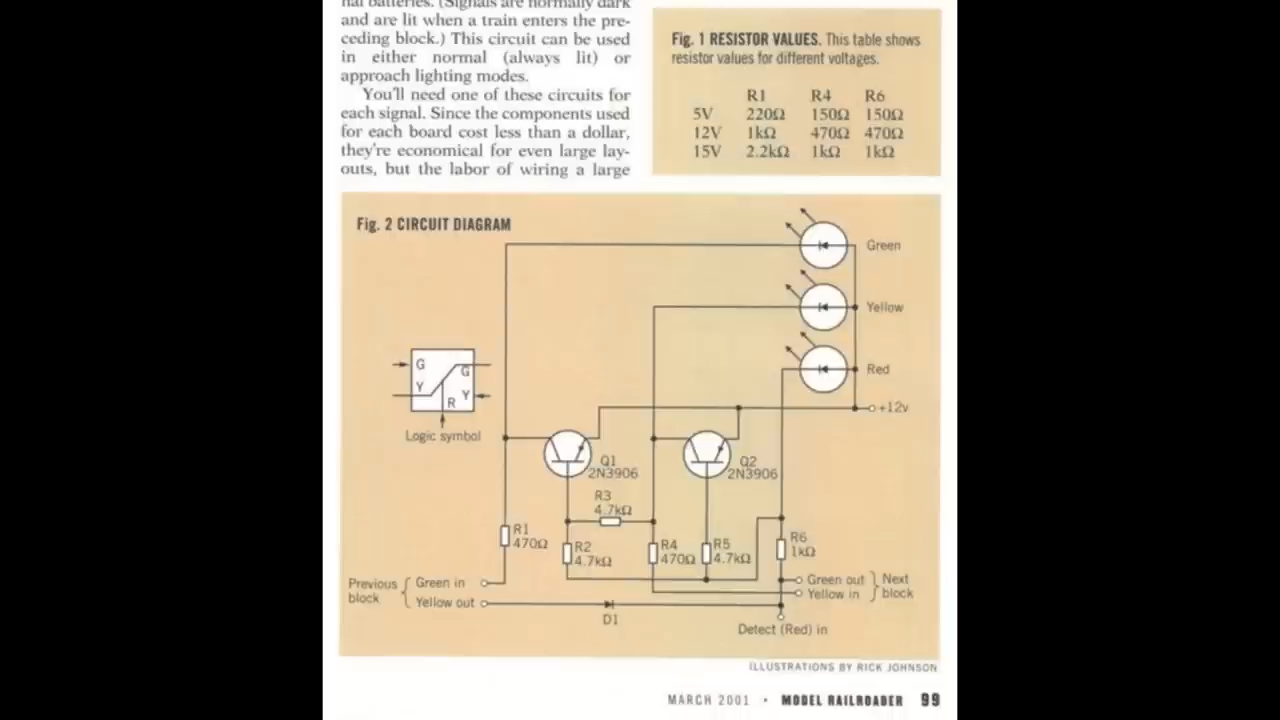 nal batteries. (Signals are normally dark
and are lit when a train enters the pre-
ceding block.) This circuit can be used
in either normal (always lit) or
approach lighting modes.
You'll need one of these circuits for
each signal. Since the components used
for each board cost less than a dollar,
they're economical for even large lay-
outs, but the labor of wiring a large
Fig. 1 RESISTOR VALUES. This table shows
resistor values for different voltages.
R1 R4 R6
5V 220Ω 150Ω 150Ω
12V 1kΩ 470Ω 470Ω
15V 2.2kΩ 1kΩ 1kΩ
Fig. 2 CIRCUIT DIAGRAM
Green
Yellow
Red
+12v
G
G
Y
Y
R
Logic symbol
Q1
2N3906
Q2
2N3906
R3
4.7kΩ
R1
470Ω
R2
4.7kΩ
R4
470Ω
R5
4.7kΩ
R6
1kΩ
Previous
block
Green in
Yellow out
D1
Green out
Yellow in
Next
block
Detect (Red) in
ILLUSTRATIONS BY RICK JOHNSON
MARCH 2001 · MODEL RAILROADER 99